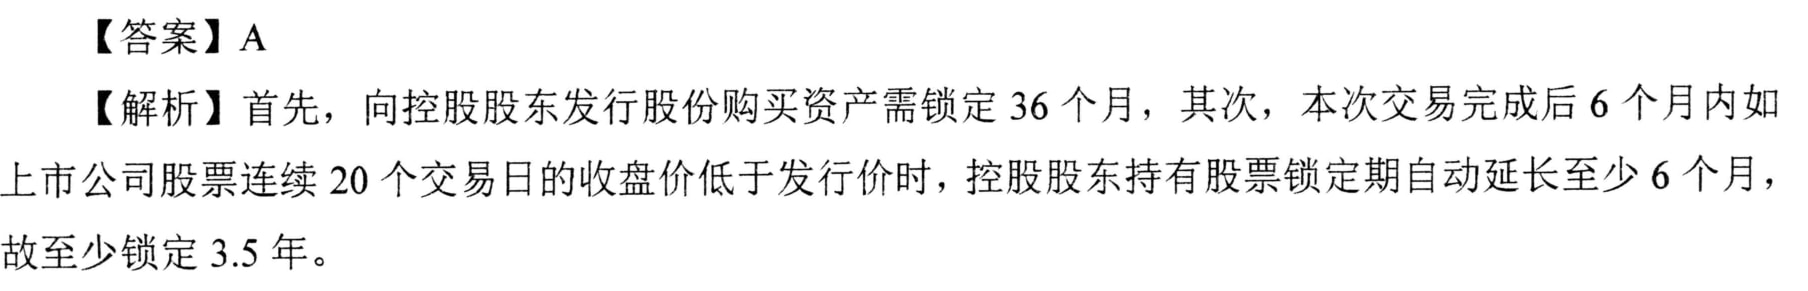 【答案】A
【解析】首先，向控股股东发行股份购买资产需锁定 36 个月，其次，本次交易完成后 6 个月内如
上市公司股票连续 20 个交易日的收盘价低于发行价时，控股股东持有股票锁定期自动延长至少 6 个月，
故至少锁定 3.5 年。